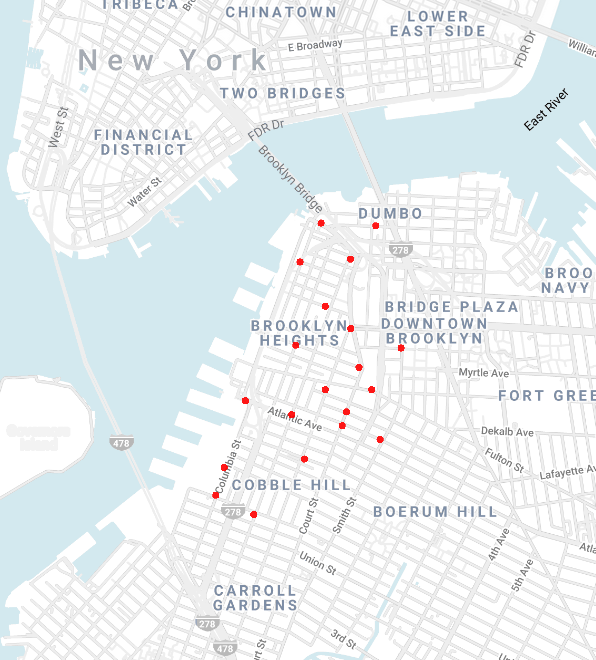 TRIBECA
CHINATOWN
LOWER
EAST SIDE
E Broadway
FDR Dr
New York
TWO BRIDGES
West St
FINANCIAL
DISTRICT
FDR Dr
East River
Water St
Brooklyn Bridge
DUMBO
278
BROO
NAVY
BRIDGE PLAZA
DOWNTOWN
BROOKLYN
BROOKLYN
HEIGHTS
Myrtle Ave
FORT GREE
Atlantic Ave
Dekalb Ave
478
Columbia St
Fulton St
Lafayette Av
COBBLE HILL
278
Court St
Smith St
BOERUM HILL
4th Ave
5th Ave
Atla
Union St
CARROLL
GARDENS
278
3rd St
478